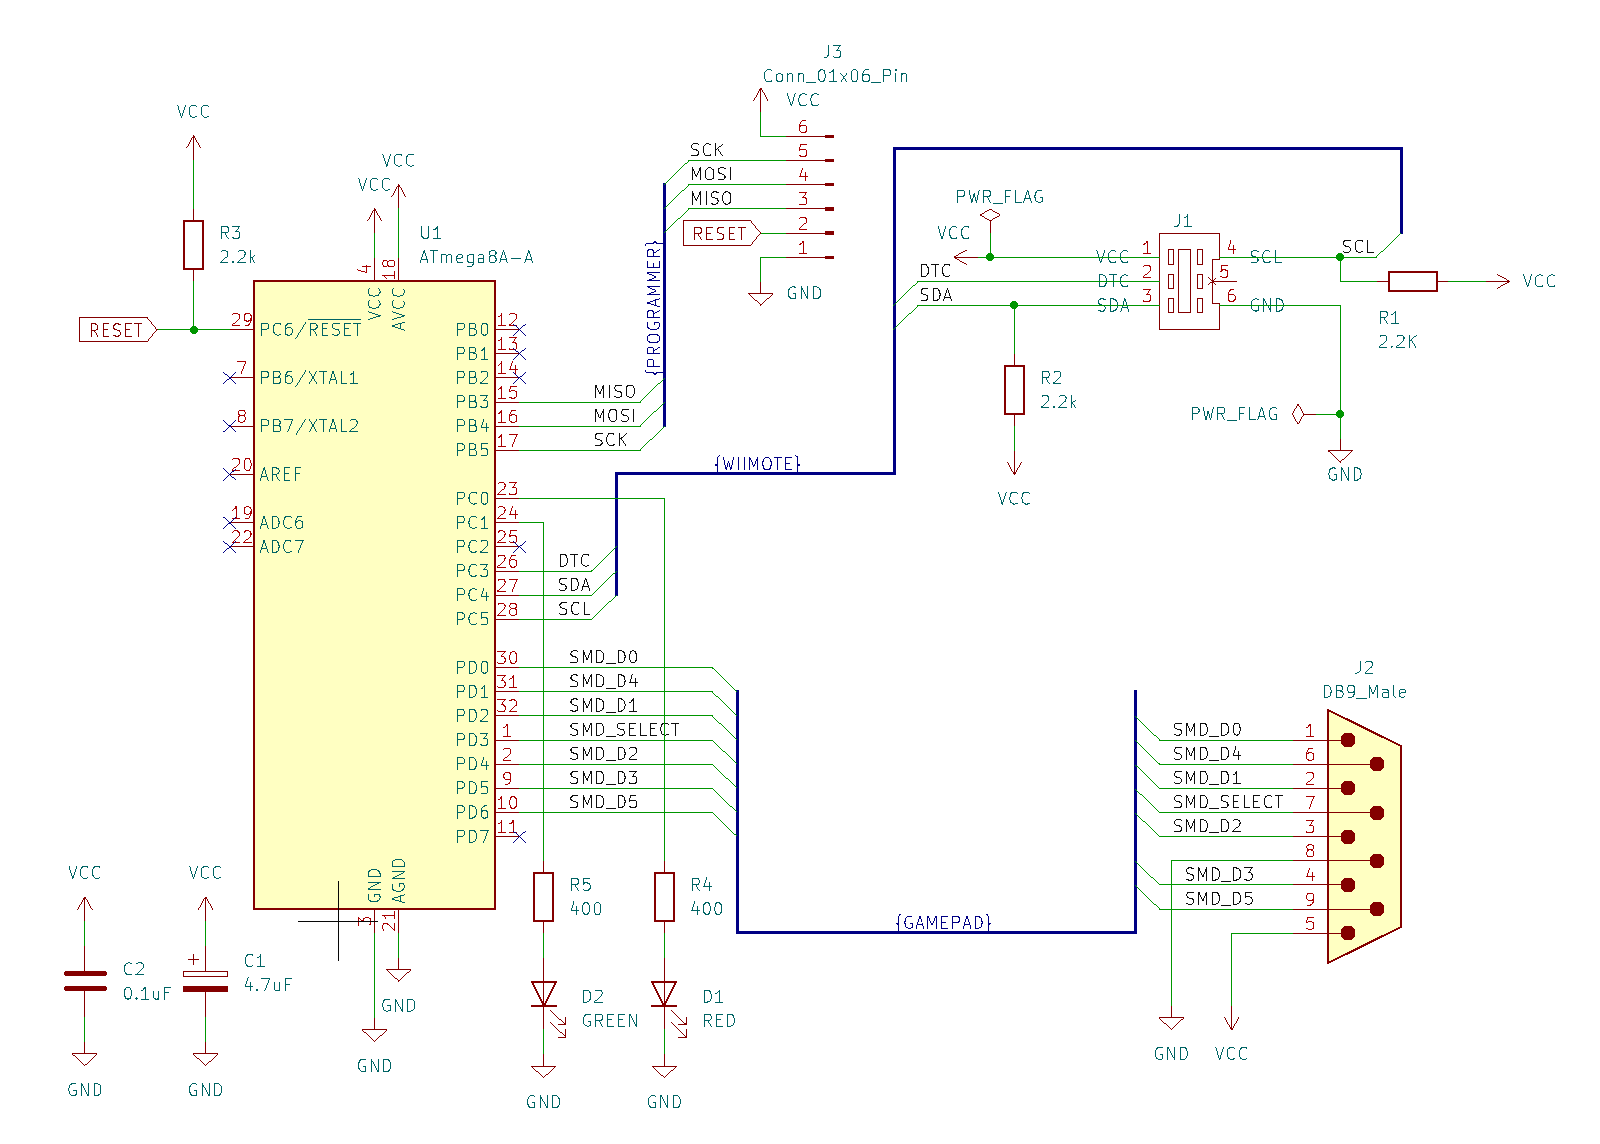 J3
Conn_01x06_Pin
VCC
6
SCK
5
MOSI
4
MISO
3
RESET
2
1
GND
{PROGRAMMER}
VCC
R3
2.2k
VCC
VCC
U1
ATmega8A-A
4
18
VCC
AVCC
RESET
29
PC6/RESET
7
PB6/XTAL1
8
PB7/XTAL2
20
AREF
19
ADC6
22
ADC7
PB0
12
PB1
13
PB2
14
PB3
15
MISO
PB4
16
MOSI
PB5
17
SCK
PC0
23
PC1
24
PC2
25
PC3
26
DTC
PC4
27
SDA
PC5
28
SCL
PD0
30
SMD_D0
PD1
31
SMD_D4
PD2
32
SMD_D1
PD3
1
SMD_SELECT
PD4
2
SMD_D2
PD5
9
SMD_D3
PD6
10
SMD_D5
PD7
11
GND
AGND
3
21
GND
GND
{WIIMOTE}
PWR_FLAG
VCC
DTC
SDA
J1
VCC
1
DTC
2
SDA
3
4
SCL
5
6
GND
SCL
R1
2.2K
VCC
R2
2.2k
VCC
PWR_FLAG
GND
J2
DB9_Male
SMD_D0
1
SMD_D4
6
SMD_D1
2
SMD_SELECT
7
SMD_D2
3
8
SMD_D3
4
SMD_D5
9
5
GND
VCC
{GAMEPAD}
VCC
C2
0.1uF
GND
VCC
+
C1
4.7uF
GND
R5
400
D2
GREEN
GND
R4
400
D1
RED
GND